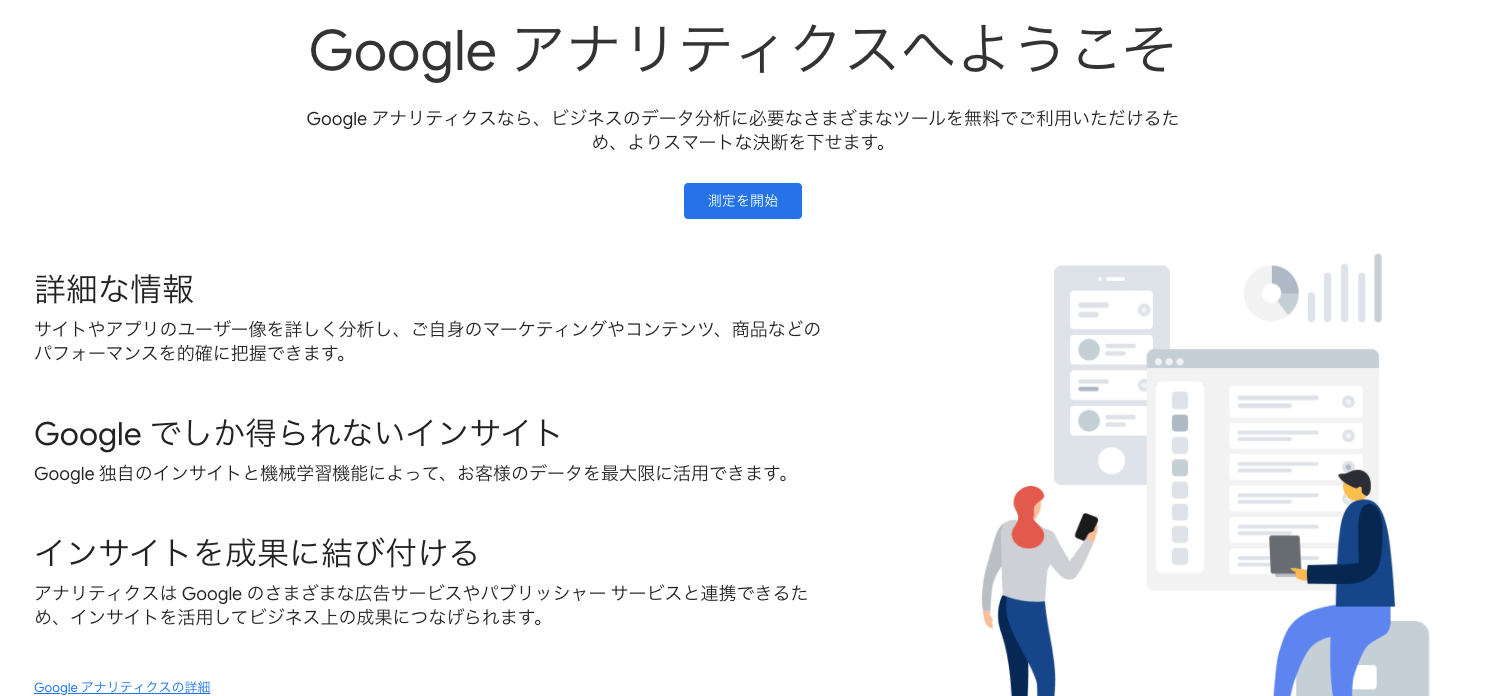 Google アナリティクスへようこそ
Google アナリティクスなら、ビジネスのデータ分析に必要なさまざまなツールを無料でご利用いただけるた
め、よりスマートな決断を下せます。
測定を開始
詳細な情報
サイトやアプリのユーザー像を詳しく分析し、ご自身のマーケティングやコンテンツ、商品などの
パフォーマンスを的確に把握できます。
Google でしか得られないインサイト
Google 独自のインサイトと機械学習機能によって、お客様のデータを最大限に活用できます。
インサイトを成果に結び付ける
アナリティクスは Google のさまざまな広告サービスやパブリッシャー サービスと連携できるた
め、インサイトを活用してビジネス上の成果につなげられます。
Google アナリティクスの詳細